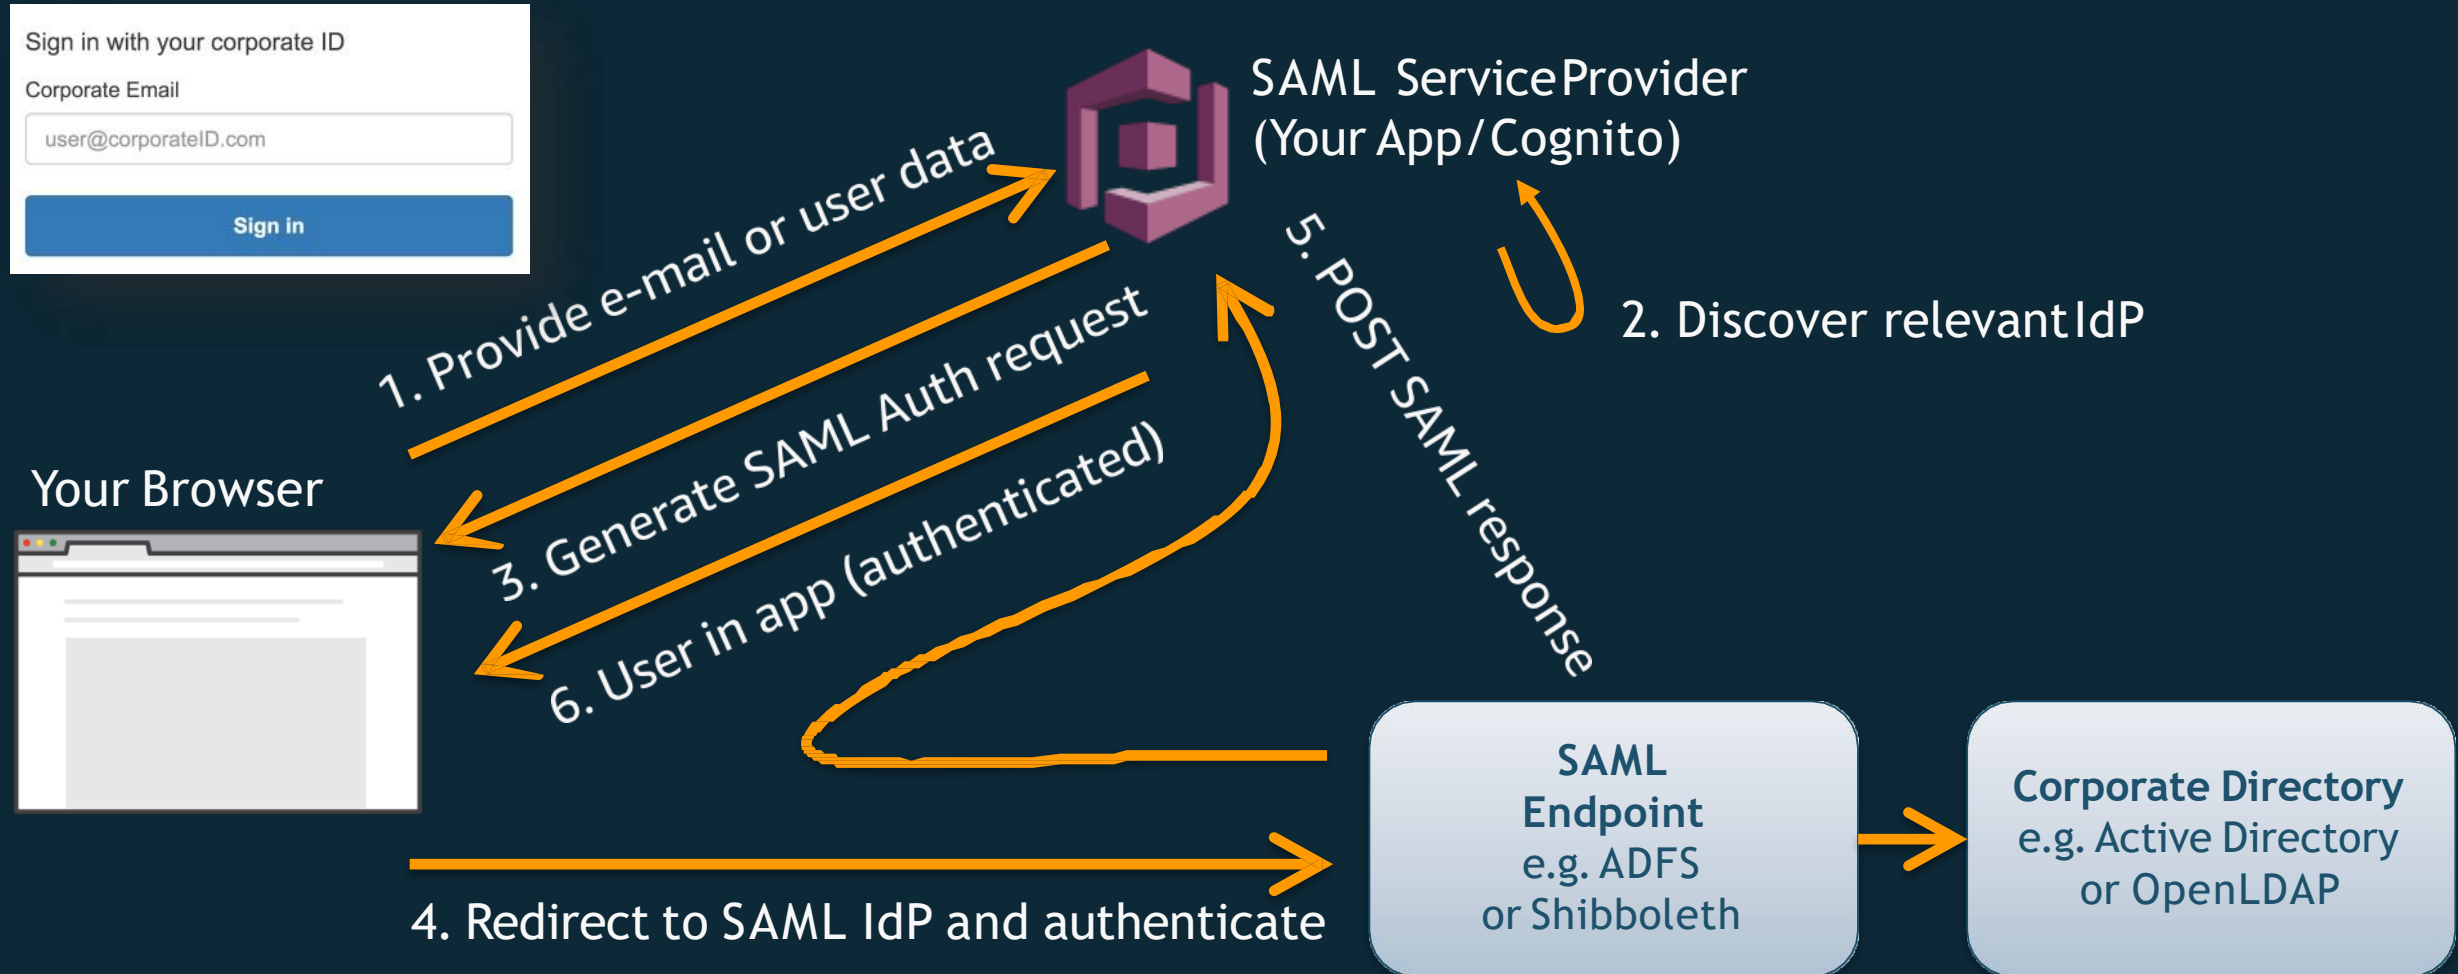 Sign in with your corporate ID
Corporate Email
user@corporateID.com
Sign in
SAML Service Provider
(Your App/Cognito)
1. Provide e-mail or user data
2. Discover relevant IdP
3. Generate SAML Auth request
5. POST SAML response
6. User in app (authenticated)
Your Browser
4. Redirect to SAML IdP and authenticate
SAML
Endpoint
e.g. ADFS
or Shibboleth
Corporate Directory
e.g. Active Directory
or OpenLDAP